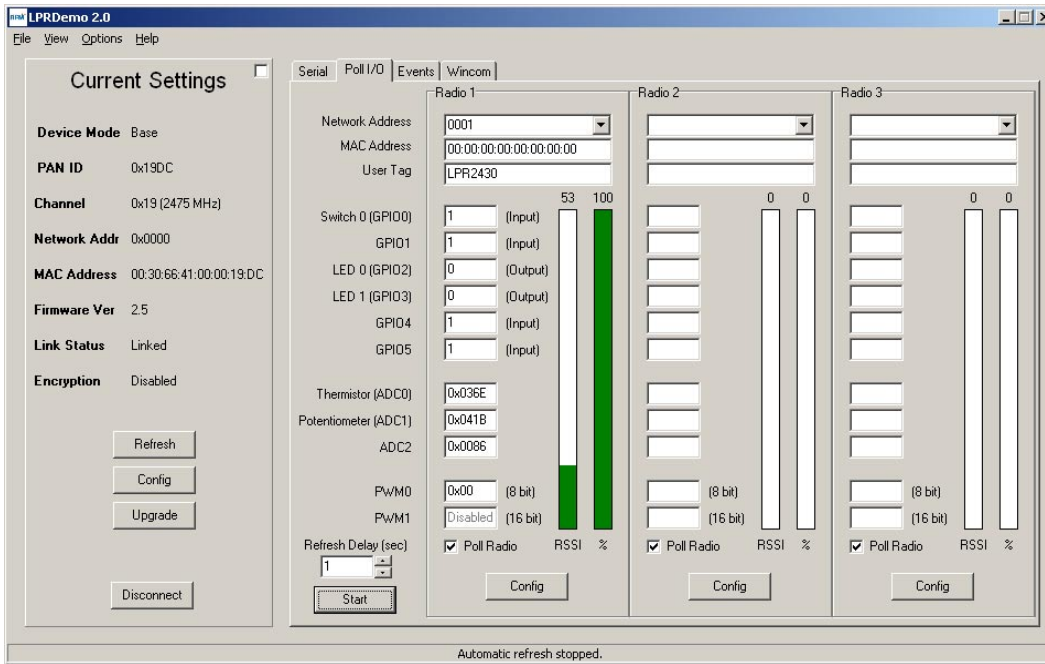 RFM LPRDemo 2.0
File View Options Help
Current Settings
Device Mode Base
PAN ID 0x19DC
Channel 0x19 (2475 MHz)
Network Addr 0x0000
MAC Address 00:30:66:41:00:00:19:DC
Firmware Ver 2.5
Link Status Linked
Encryption Disabled
Refresh
Config
Upgrade
Disconnect
Serial Poll I/O Events Wincom
Radio 1 Radio 2 Radio 3
Network Address 0001
MAC Address 00:00:00:00:00:00:00:00
User Tag LPR2430
53 100 0 0 0 0
Switch 0 (GPIO0) 1 (Input)
GPIO1 1 (Input)
LED 0 (GPIO2) 0 (Output)
LED 1 (GPIO3) 0 (Output)
GPIO4 1 (Input)
GPIO5 1 (Input)
Thermistor (ADC0) 0x036E
Potentiometer (ADC1) 0x041B
ADC2 0x0086
PWM0 0x00 (8 bit) (8 bit) (8 bit)
PWM1 Disabled (16 bit) (16 bit) (16 bit)
Refresh Delay (sec) Poll Radio RSSI % Poll Radio RSSI % Poll Radio RSSI %
1
Start Config Config Config
Automatic refresh stopped.